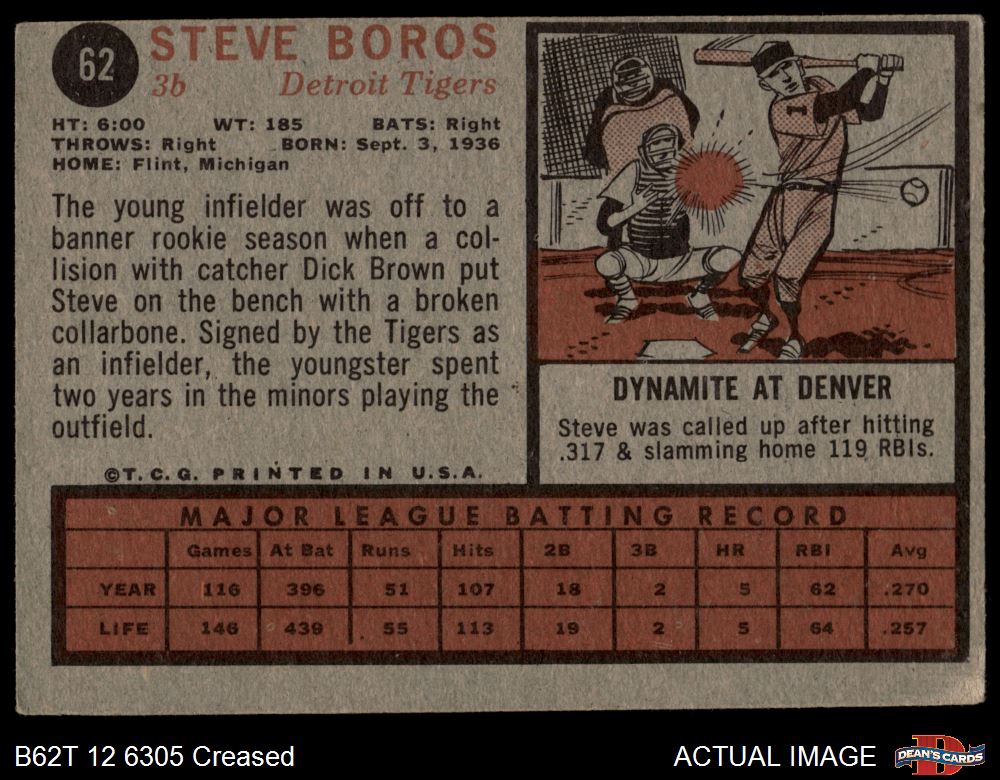 62
STEVE BOROS
3b Detroit Tigers
HT: 6:00 WT: 185 BATS: Right
THROWS: Right BORN: Sept. 3, 1936
HOME: Flint, Michigan
The young infielder was off to a
banner rookie season when a col-
lision with catcher Dick Brown put
Steve on the bench with a broken
collarbone. Signed by the Tigers as
an infielder, the youngster spent
two years in the minors playing the
outfield.
©T.C.G. PRINTED IN U.S.A.
1
DYNAMITE AT DENVER
Steve was called up after hitting
.317 & slamming home 119 RBIs.
MAJOR LEAGUE BATTING RECORD
Games At Bat Runs Hits 2B 3B HR RBI Avg
YEAR 116 396 51 107 18 2 5 62 .270
LIFE 146 439 55 113 19 2 5 64 .257
B62T 12 6305 Creased
ACTUAL IMAGE
D
DEAN'S CARDS